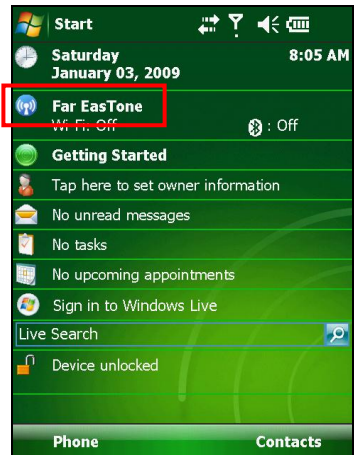 Start
Saturday 8:05 AM
January 03, 2009
Far EasTone
Wi-Fi: Off : Off
Getting Started
Tap here to set owner information
No unread messages
No tasks
No upcoming appointments
Sign in to Windows Live
Live Search
Device unlocked
Phone Contacts